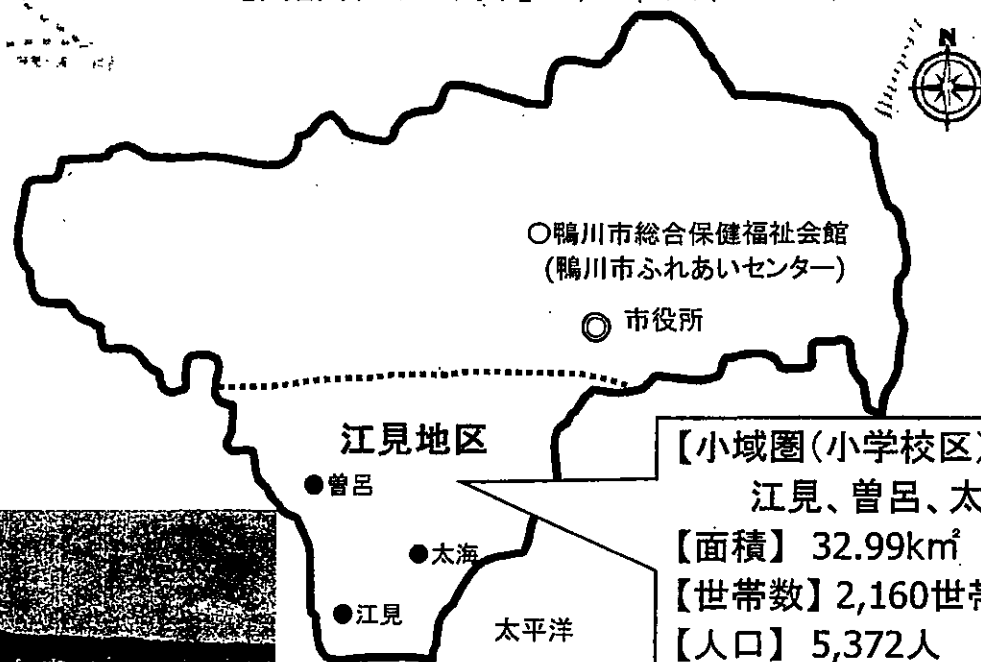 N
○鴨川市総合保健福祉会館
(鴨川市ふれあいセンター)
◎ 市役所
江見地区
●曽呂
●太海
●江見
太平洋
【小域圏(小学校区)
江見、曽呂、太
【面積】 32.99k㎡
【世帯数】2,160世帯
【人口】 5,372人